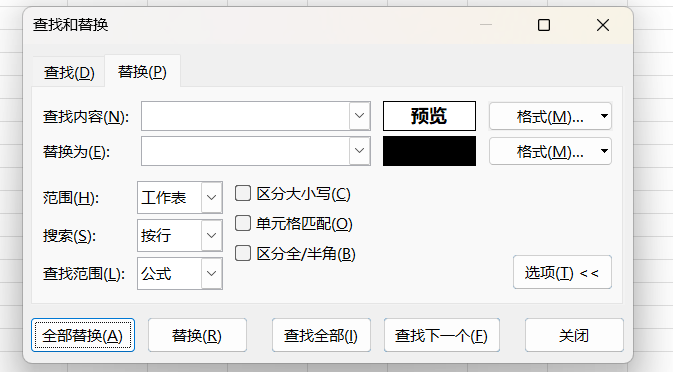 查找和替换
查找(D) 替换(P)
查找内容(N): 预览 格式(M)...
替换为(E): 格式(M)...
范围(H): 工作表 区分大小写(C)
搜索(S): 按行 单元格匹配(O)
查找范围(L): 公式 区分全/半角(B)
选项(T) <<
全部替换(A) 替换(R) 查找全部(I) 查找下一个(F) 关闭